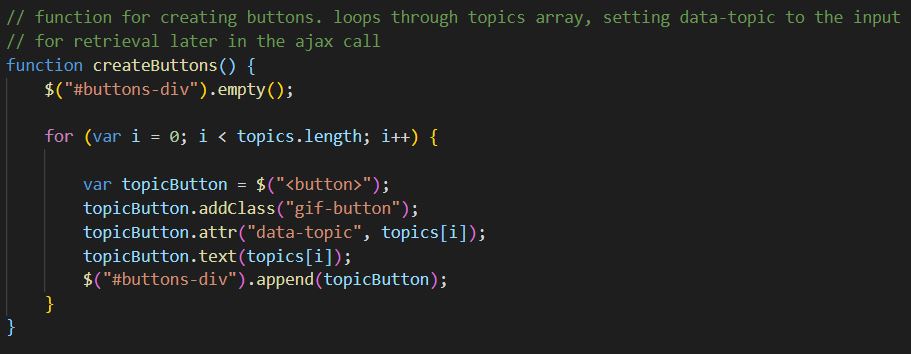 // function for creating buttons. loops through topics array, setting data-topic to the input
// for retrieval later in the ajax call
function createButtons() {
    $("#buttons-div").empty();

    for (var i = 0; i < topics.length; i++) {

        var topicButton = $("<button>");
        topicButton.addClass("gif-button");
        topicButton.attr("data-topic", topics[i]);
        topicButton.text(topics[i]);
        $("#buttons-div").append(topicButton);
    }
}